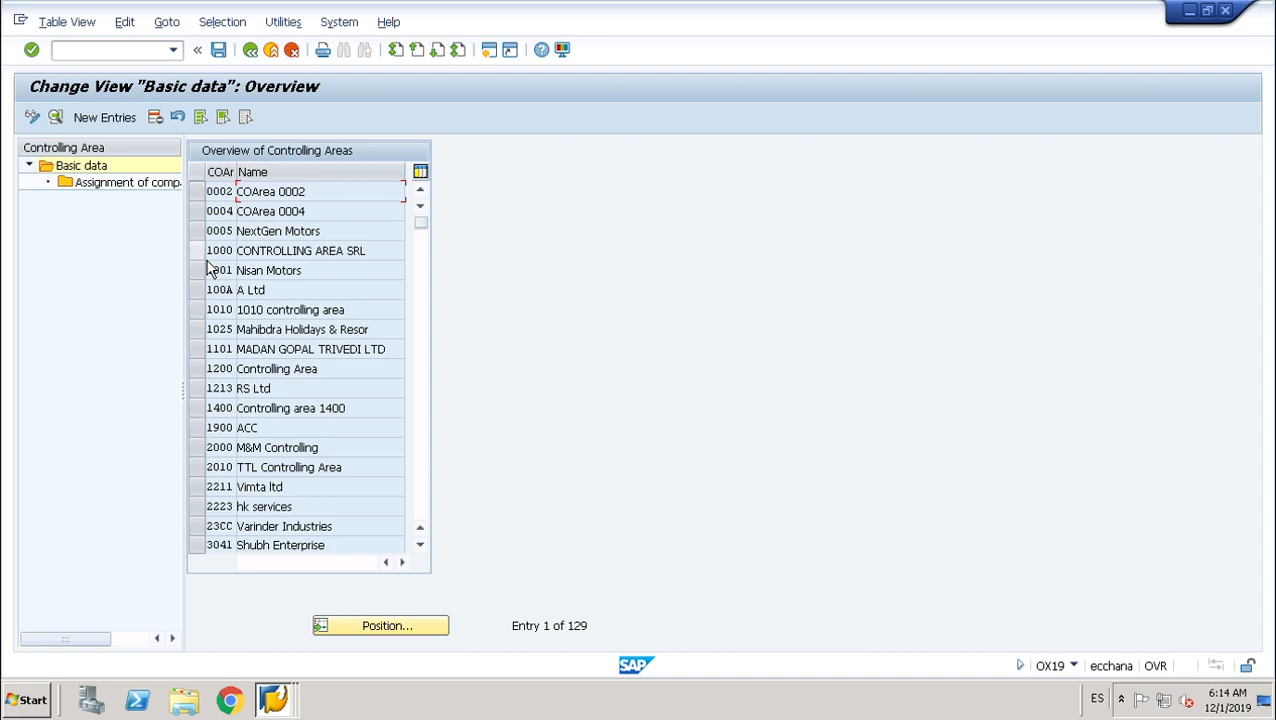 Table View Edit Goto Selection Utilities System Help
Change View "Basic data": Overview
New Entries
Controlling Area
Basic data
Assignment of comp
Overview of Controlling Areas
COAr Name
0002 COArea 0002
0004 COArea 0004
0005 NextGen Motors
1000 CONTROLLING AREA SRL
001 Nisan Motors
100A A Ltd
1010 1010 controlling area
1025 Mahibdra Holidays & Resor
1101 MADAN GOPAL TRIVEDI LTD
1200 Controlling Area
1213 RS Ltd
1400 Controlling area 1400
1900 ACC
2000 M&M Controlling
2010 TTL Controlling Area
2211 Vimta ltd
2223 hk services
23CC Varinder Industries
3041 Shubh Enterprise
Position... Entry 1 of 129
SAP
OX19 ecchana OVR
Start
ES
6:14 AM
12/1/2019